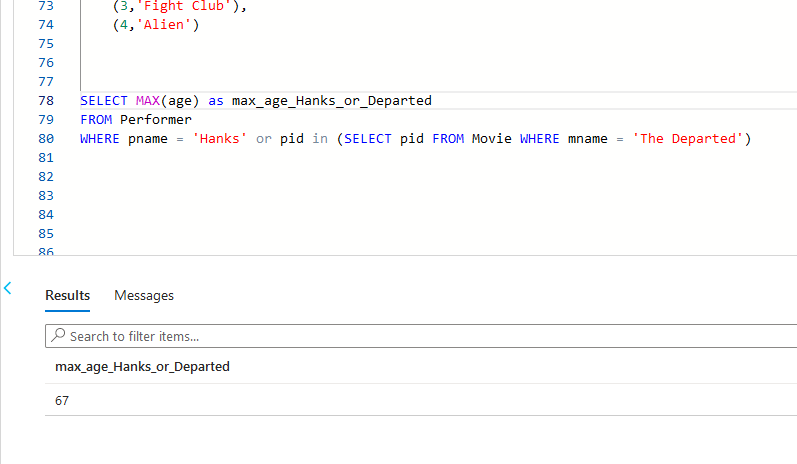 73 (3,'Fight Club'),
74 (4,'Alien')
75
76
77
78 SELECT MAX(age) as max_age_Hanks_or_Departed
79 FROM Performer
80 WHERE pname = 'Hanks' or pid in (SELECT pid FROM Movie WHERE mname = 'The Departed')
81
82
83
84
85
86
Results Messages
Search to filter items...
max_age_Hanks_or_Departed
67